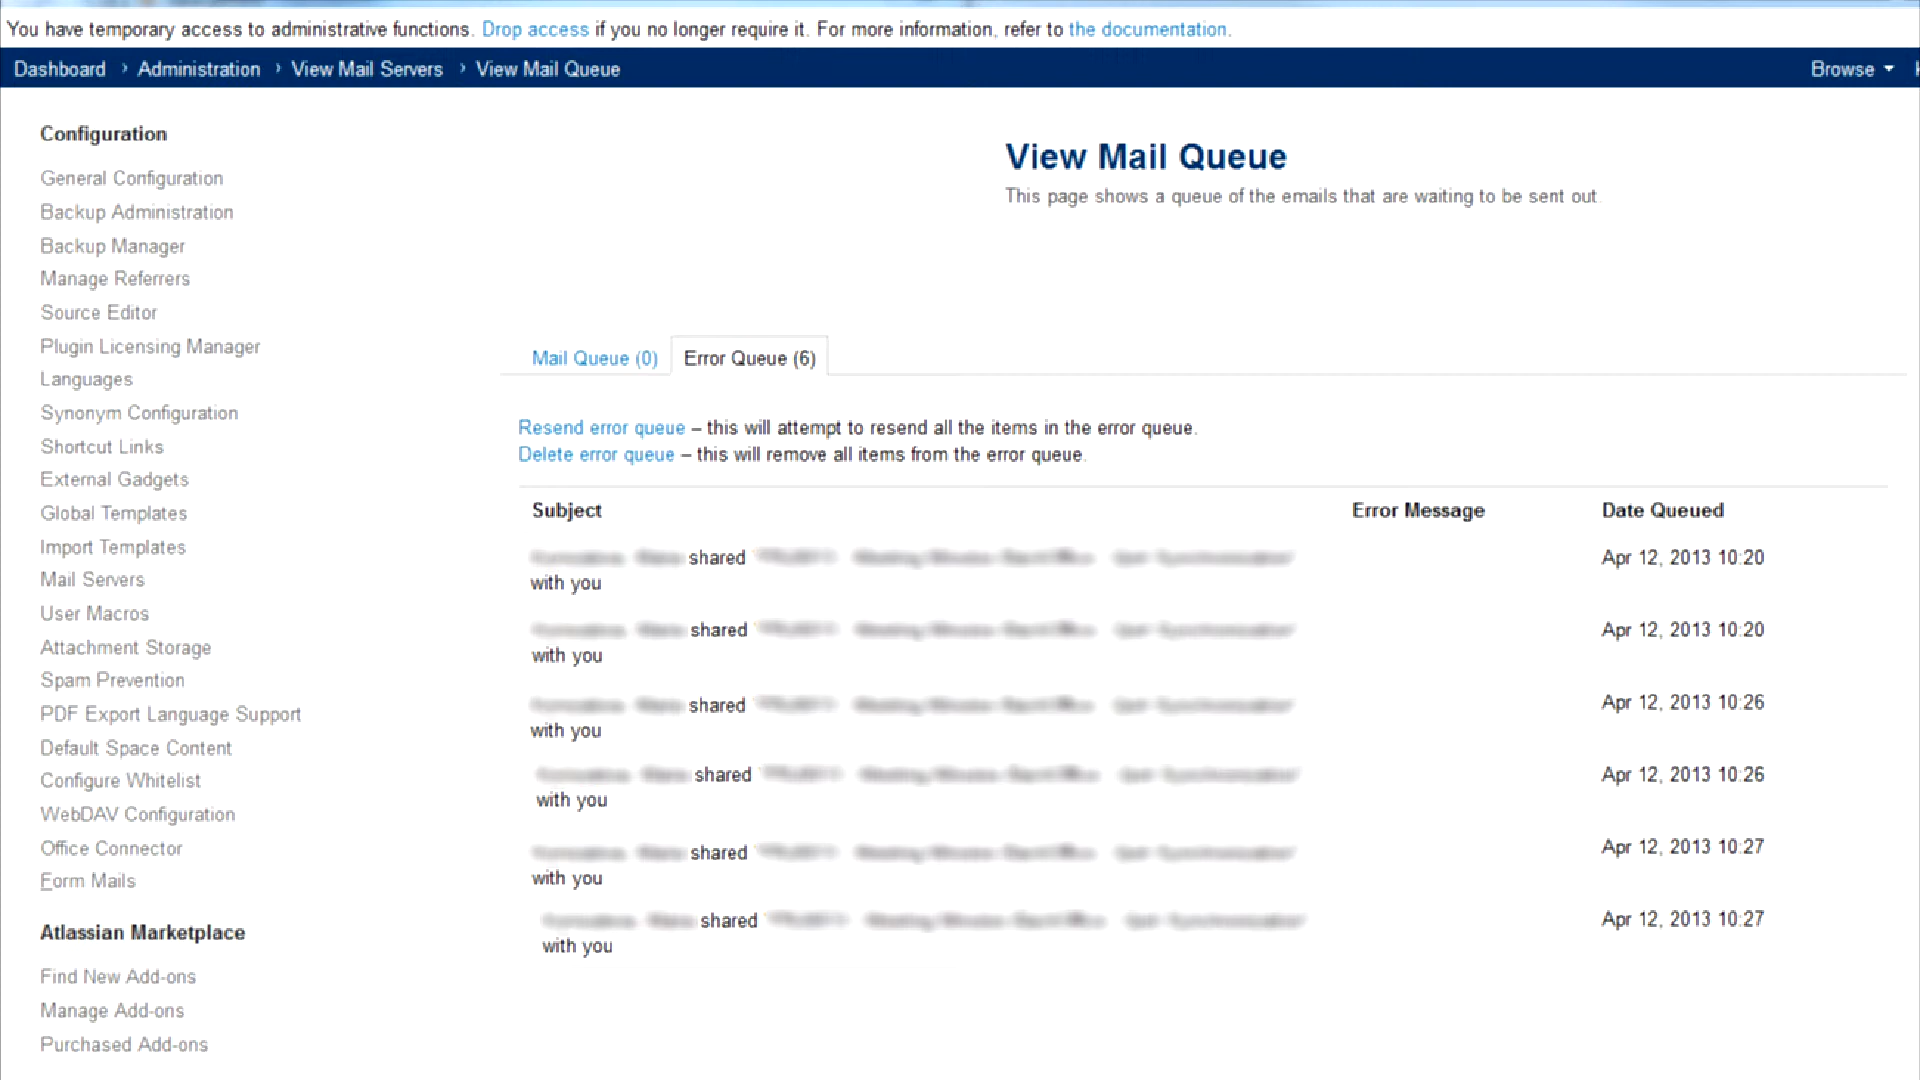 You have temporary access to administrative functions. Drop access if you no longer require it. For more information, refer to the documentation.
Dashboard > Administration > View Mail Servers > View Mail Queue
Browse
Configuration
General Configuration
Backup Administration
Backup Manager
Manage Referrers
Source Editor
Plugin Licensing Manager
Languages
Synonym Configuration
Shortcut Links
External Gadgets
Global Templates
Import Templates
Mail Servers
User Macros
Attachment Storage
Spam Prevention
PDF Export Language Support
Default Space Content
Configure Whitelist
WebDAV Configuration
Office Connector
Form Mails
Atlassian Marketplace
Find New Add-ons
Manage Add-ons
Purchased Add-ons
View Mail Queue
This page shows a queue of the emails that are waiting to be sent out.
Mail Queue (0) Error Queue (6)
Resend error queue – this will attempt to resend all the items in the error queue.
Delete error queue – this will remove all items from the error queue.
Subject Error Message Date Queued
shared Apr 12, 2013 10:20
with you
shared Apr 12, 2013 10:20
with you
shared Apr 12, 2013 10:26
with you
shared Apr 12, 2013 10:26
with you
shared Apr 12, 2013 10:27
with you
shared Apr 12, 2013 10:27
with you